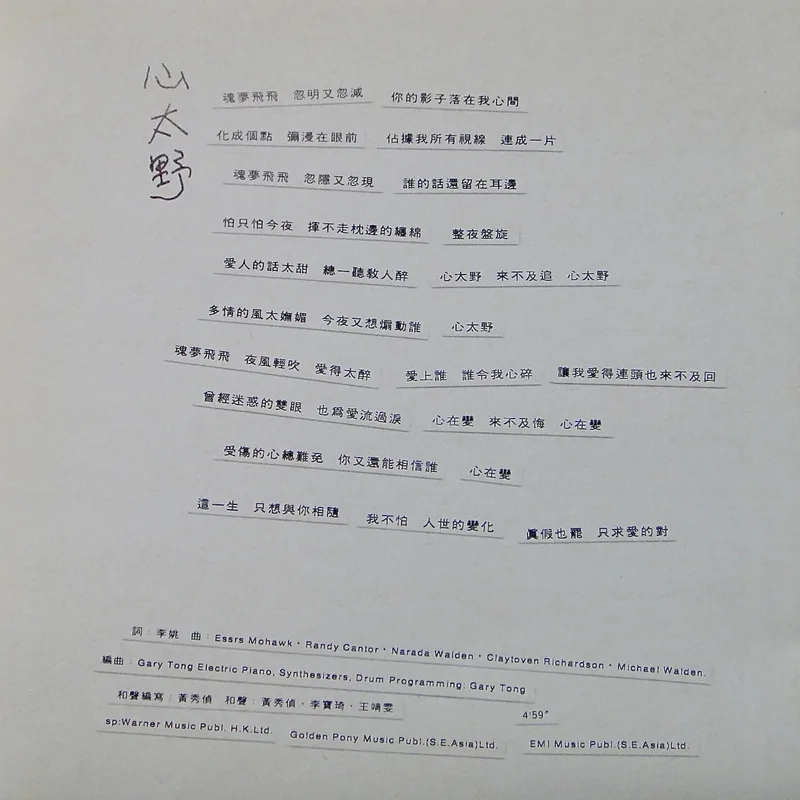 心太野
魂夢飛飛　忽明又忽滅　你的影子落在我心間
化成個點　彌漫在眼前　佔據我所有視線　連成一片
魂夢飛飛　忽隱又忽現　誰的話還留在耳邊
怕只怕今夜　揮不走枕邊的纏綿　整夜盤旋
愛人的話太甜　總一聽教人醉　心太野　來不及追　心太野
多情的風太嫵媚　今夜又想煽動誰　心太野
魂夢飛飛　夜風輕吹　愛得太醉　愛上誰　誰令我心碎　讓我愛得連頭也來不及回
曾經迷惑的雙眼　也爲愛流過淚　心在變　來不及悔　心在變
受傷的心總難免　你又還能相信誰　心在變
這一生　只想與你相隨　我不怕　人世的變化　眞假也罷　只求愛的對
詞：李姚　曲：Essrs Mohawk・Randy Cantor・Narada Walden・Claytoven Richardson・Michael Walden.
編曲：Gary Tong Electric Piano, Synthesizers, Drum Programming: Gary Tong
和聲編寫：黃秀偵　和聲：黃秀偵・李寶琦・王靖雯　4'59"
sp:Warner Music Publ. H.K.Ltd.　Golden Pony Music Publ.(S.E.Asia)Ltd.　EMI Music Publ.(S.E.Asia)Ltd.